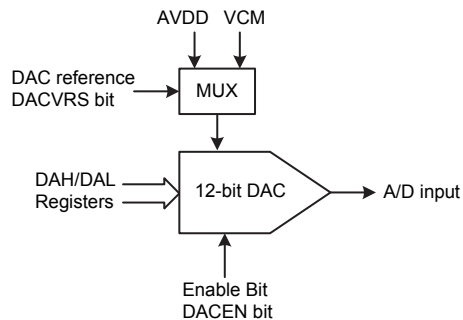 AVDD VCM
DAC reference
DACVRS bit
MUX
DAH/DAL
Registers
12-bit DAC
A/D input
Enable Bit
DACEN bit